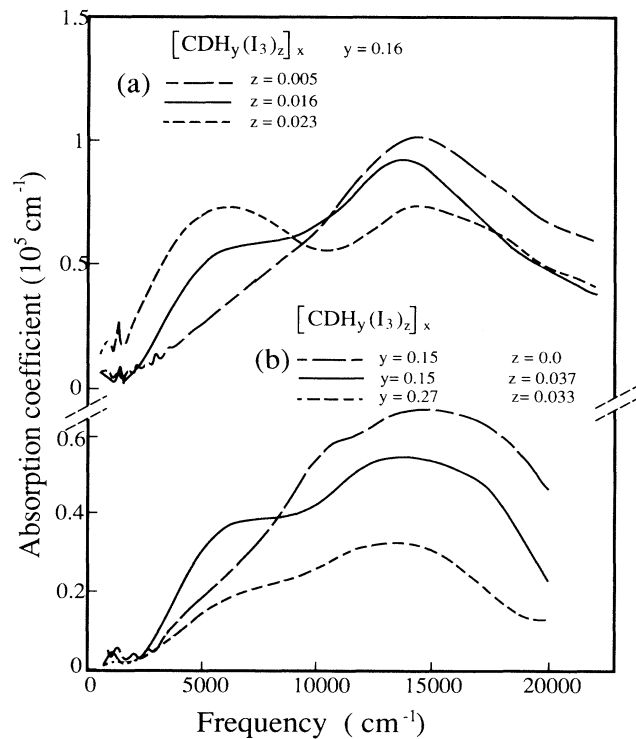 1.5
[CDHy(I3)z]x y = 0.16
(a)
z = 0.005
z = 0.016
z = 0.023
1
0.5
0
Absorption coefficient (10⁵ cm⁻¹)
[CDHy(I3)z]x
(b)
y = 0.15 z = 0.0
y = 0.15 z = 0.037
y = 0.27 z= 0.033
0.6
0.4
0.2
0
0 5000 10000 15000 20000
Frequency ( cm⁻¹)